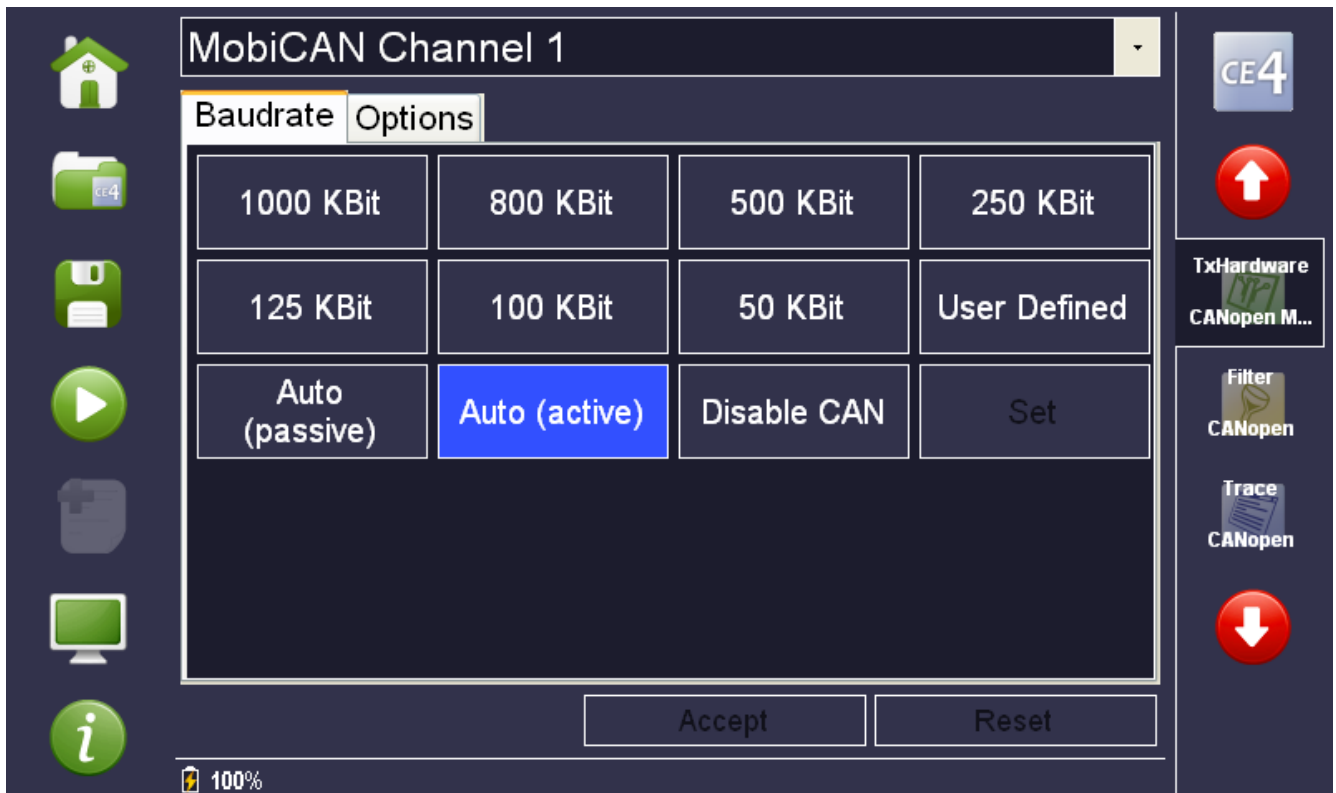 MobiCAN Channel 1
CE4
Baudrate Options
CE4
1000 KBit 800 KBit 500 KBit 250 KBit
125 KBit 100 KBit 50 KBit User Defined
Auto
(passive)
Auto (active) Disable CAN Set
TxHardware
CANopen M...
Filter
CANopen
Trace
CANopen
Accept Reset
i
100%